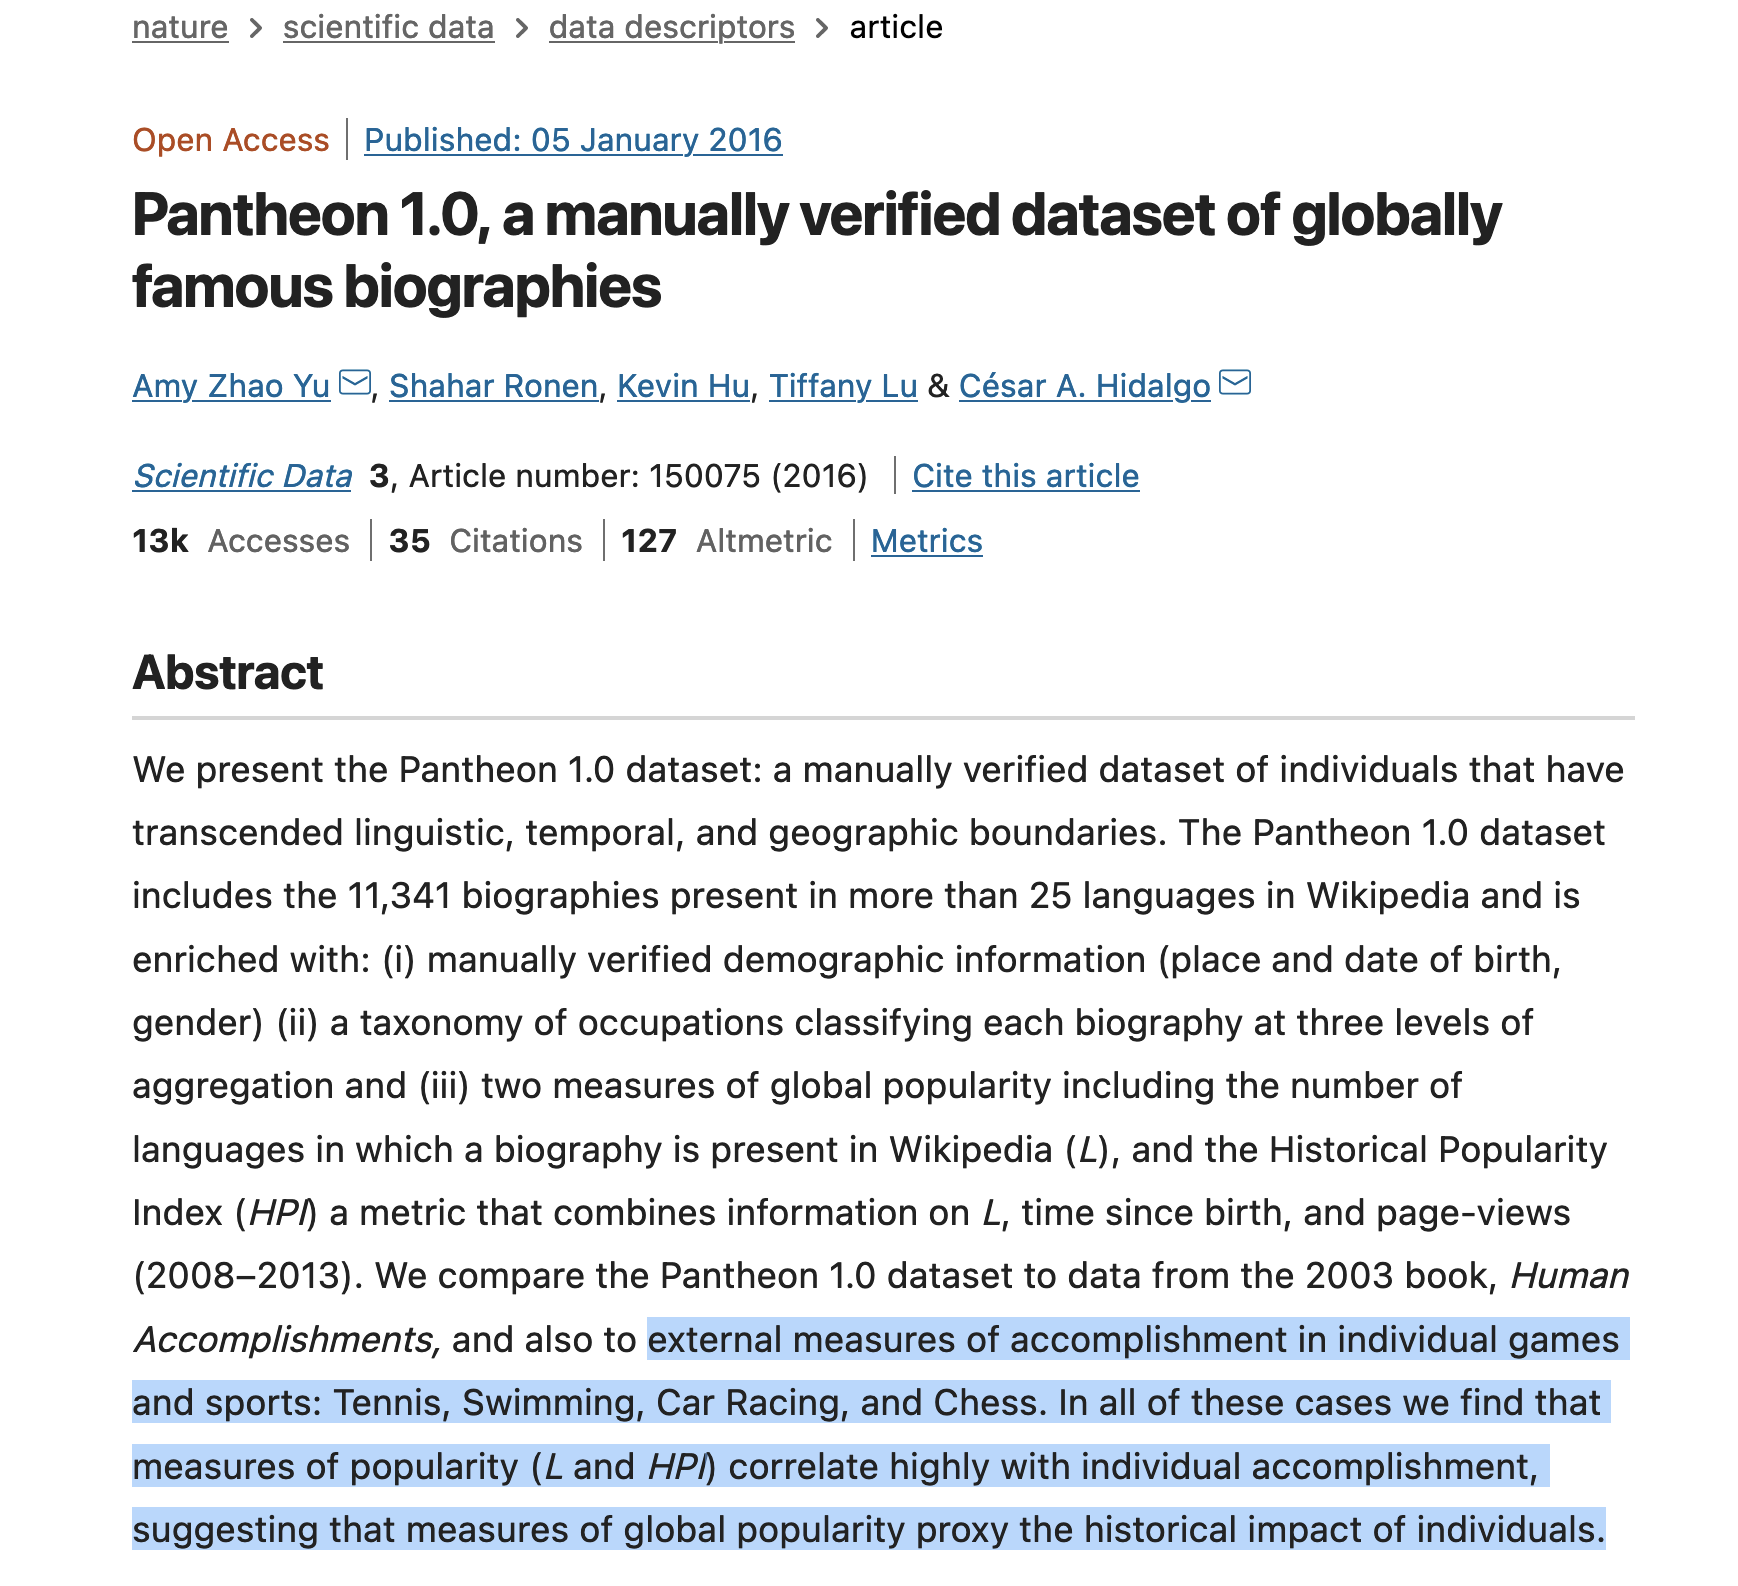 nature > scientific data > data descriptors > article
Open Access | Published: 05 January 2016
Pantheon 1.0, a manually verified dataset of globally
famous biographies
Amy Zhao Yu, Shahar Ronen, Kevin Hu, Tiffany Lu & César A. Hidalgo
Scientific Data 3, Article number: 150075 (2016) | Cite this article
13k Accesses | 35 Citations | 127 Altmetric | Metrics
Abstract
We present the Pantheon 1.0 dataset: a manually verified dataset of individuals that have
transcended linguistic, temporal, and geographic boundaries. The Pantheon 1.0 dataset
includes the 11,341 biographies present in more than 25 languages in Wikipedia and is
enriched with: (i) manually verified demographic information (place and date of birth,
gender) (ii) a taxonomy of occupations classifying each biography at three levels of
aggregation and (iii) two measures of global popularity including the number of
languages in which a biography is present in Wikipedia (L), and the Historical Popularity
Index (HPI) a metric that combines information on L, time since birth, and page-views
(2008–2013). We compare the Pantheon 1.0 dataset to data from the 2003 book, Human
Accomplishments, and also to external measures of accomplishment in individual games
and sports: Tennis, Swimming, Car Racing, and Chess. In all of these cases we find that
measures of popularity (L and HPI) correlate highly with individual accomplishment,
suggesting that measures of global popularity proxy the historical impact of individuals.